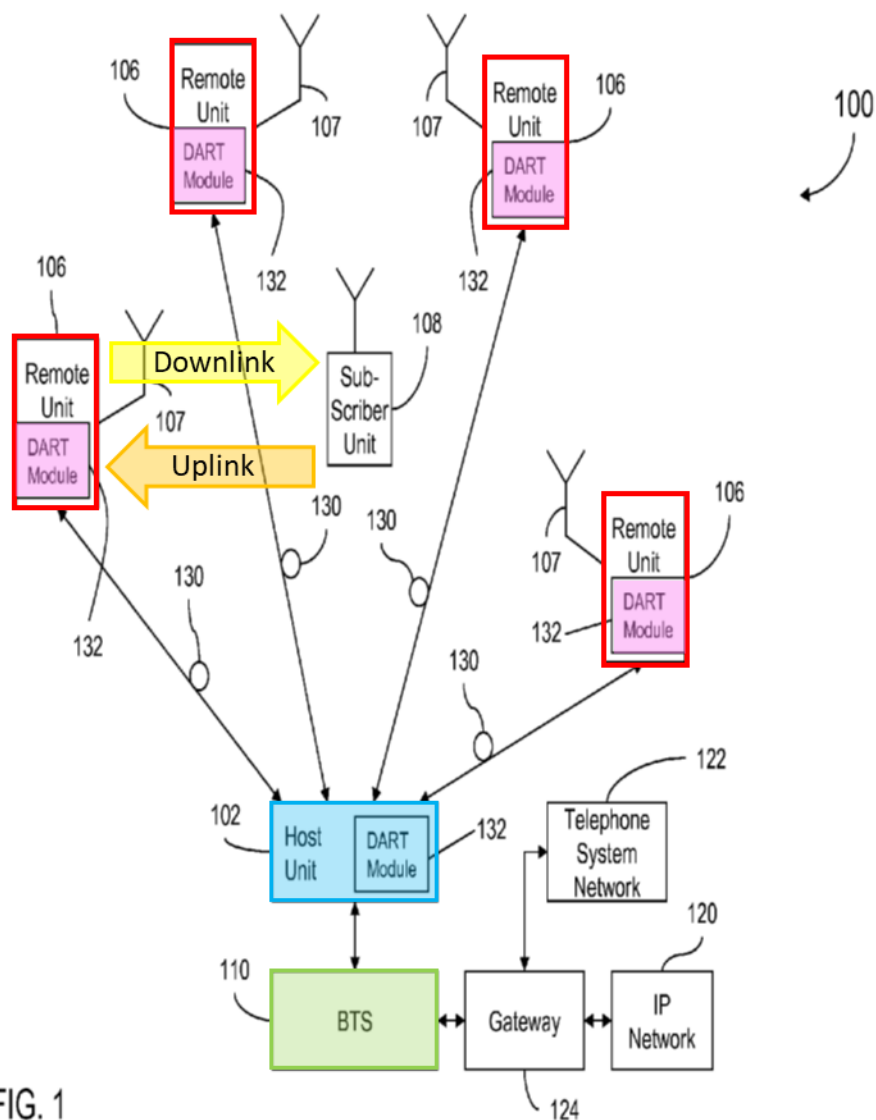 106
Remote
Unit
DART
Module
107
132
107
Remote
Unit
DART
Module
106
132
100
106
Remote
Unit
DART
Module
107
132
Downlink
Uplink
108
Sub-
Scriber
Unit
130
130
130
130
107
Remote
Unit
DART
Module
106
132
102
Host
Unit
DART
Module
132
122
Telephone
System
Network
110
BTS
Gateway
124
120
IP
Network
FIG. 1